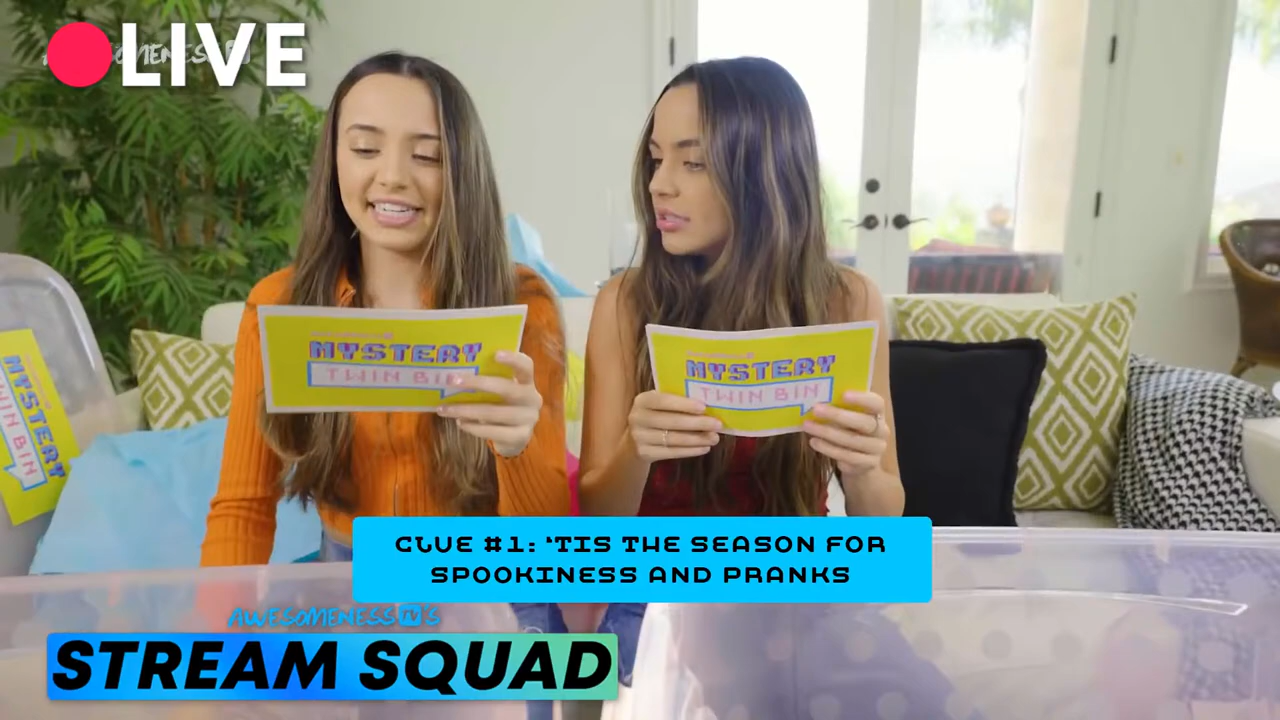 LIVE
AWESOMENESSTV
MYSTERY
TWIN BIN
MYSTERY
TWIN BIN
MYSTERY
TWIN BIN
CLUE #1: 'TIS THE SEASON FOR
SPOOKINESS AND PRANKS
AWESOMENESS TV'S
STREAM SQUAD